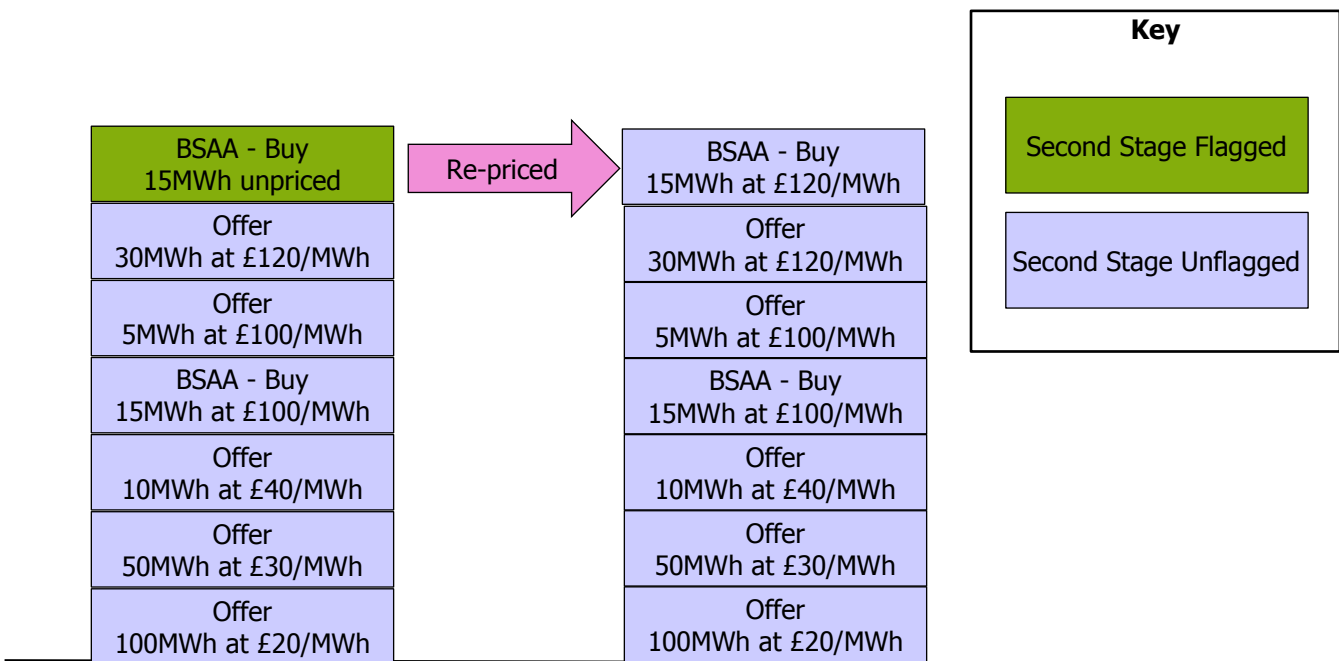 BSAA - Buy
15MWh unpriced
Offer
30MWh at £120/MWh
Offer
5MWh at £100/MWh
BSAA - Buy
15MWh at £100/MWh
Offer
10MWh at £40/MWh
Offer
50MWh at £30/MWh
Offer
100MWh at £20/MWh
Re-priced
BSAA - Buy
15MWh at £120/MWh
Offer
30MWh at £120/MWh
Offer
5MWh at £100/MWh
BSAA - Buy
15MWh at £100/MWh
Offer
10MWh at £40/MWh
Offer
50MWh at £30/MWh
Offer
100MWh at £20/MWh
Key
Second Stage Flagged
Second Stage Unflagged